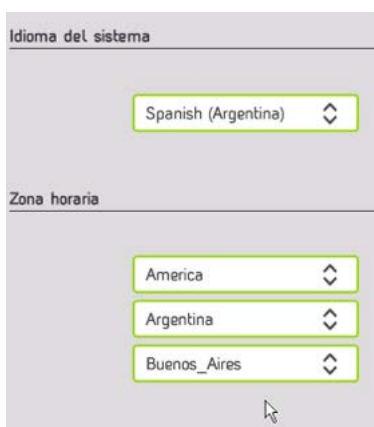 Idioma del sistema
Spanish (Argentina)
Zona horaria
America
Argentina
Buenos_Aires